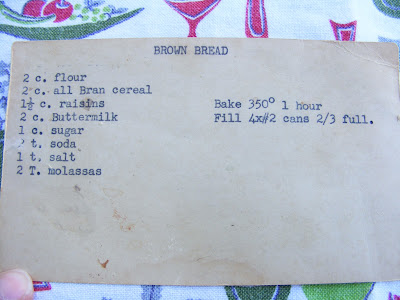 BROWN BREAD
2 c. flour
2 c. all Bran cereal
1½ c. raisins
2 c. Buttermilk
1 c. sugar
2 t. soda
1 t. salt
2 T. molassas
Bake 350° 1 hour
Fill 4x#2 cans 2/3 full.